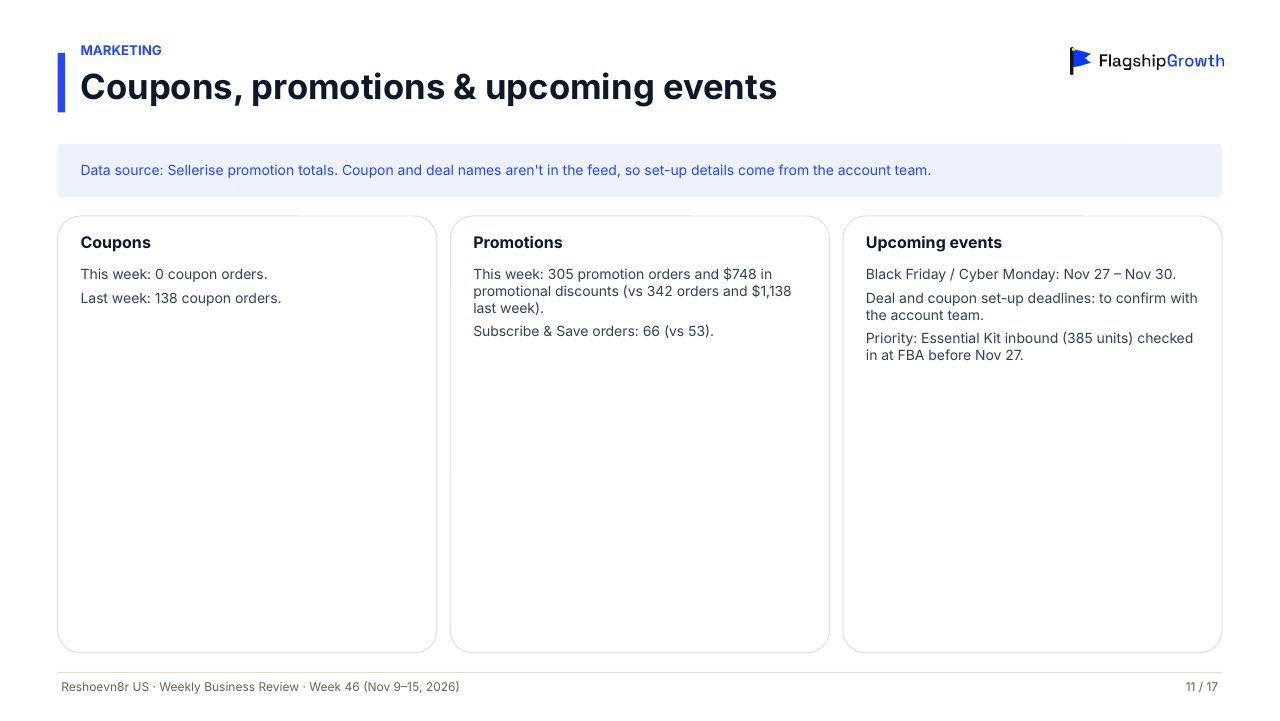 MARKETING
Coupons, promotions & upcoming events
FlagshipGrowth
Data source: Sellerise promotion totals. Coupon and deal names aren't in the feed, so set-up details come from the account team.
Coupons
This week: 0 coupon orders.
Last week: 138 coupon orders.
Promotions
This week: 305 promotion orders and $748 in
promotional discounts (vs 342 orders and $1,138
last week).
Subscribe & Save orders: 66 (vs 53).
Upcoming events
Black Friday / Cyber Monday: Nov 27 – Nov 30.
Deal and coupon set-up deadlines: to confirm with
the account team.
Priority: Essential Kit inbound (385 units) checked
in at FBA before Nov 27.
Reshoevn8r US · Weekly Business Review · Week 46 (Nov 9–15, 2026)
11 / 17